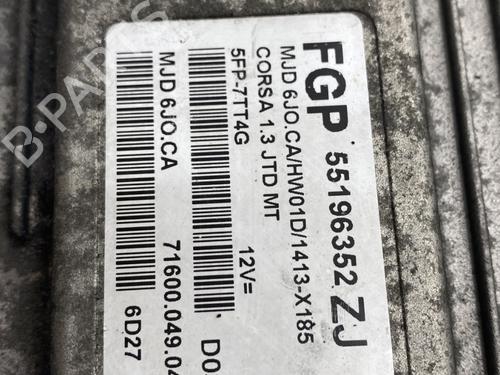 FGP 55196352 ZJ
MJD 6JO.CA/HW01D/1413-X185
CORSA 1.3 JTD MT
5FP-7TT4G 12V= D0
MJD 6JO.CA 71600.049.04
6D27
B-PARTS